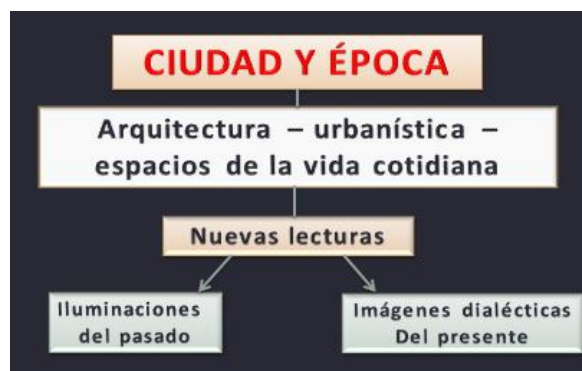 CIUDAD Y ÉPOCA
Arquitectura – urbanística –
espacios de la vida cotidiana
Nuevas lecturas
Iluminaciones
del pasado
Imágenes dialécticas
Del presente